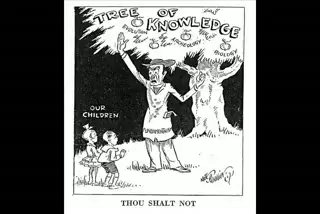 TREE OF
KNOWLEDGE
EVOLUTION
BIOLOGY
OUR
CHILDREN
THOU SHALT NOT